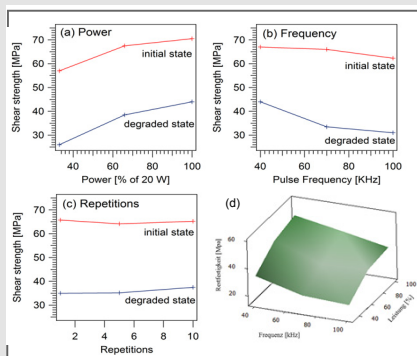 (a) Power
Shear strength [MPa]
70
60
50
40
30
initial state
degraded state
40
60
80
100
Power [% of 20 W]
(b) Frequency
Shear strength [MPa]
70
60
50
40
30
initial state
degraded state
40
60
80
100
Pulse Frequency [KHz]
(c) Repetitions
Shear strength [MPa]
70
60
50
40
30
initial state
degraded state
2
4
6
8
10
Repetitions
(d)
Restfestigkeit [Mpa]
60
40
20
40
60
80
100
Frequenz [kHz]
40
60
80
100
Leistung [%]